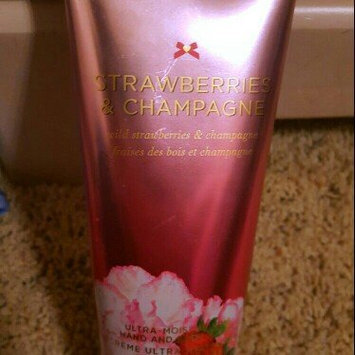 STRAWBERRIES
& CHAMPAGNE
wild strawberries & champagne
fraises des bois et champagne
ULTRA-MOIS
HAND AND
CRÈME ULTRA